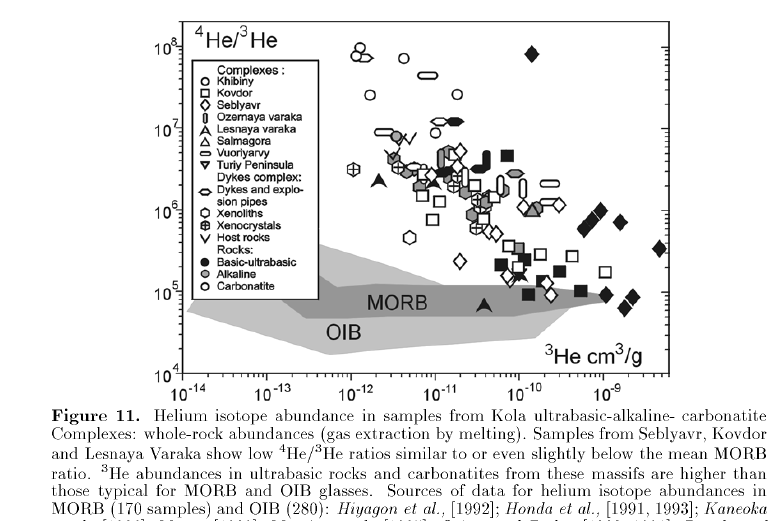 ⁴He/³He
10⁸
10⁷
10⁶
10⁵
10⁴
Complexes :
Khibiny
Kovdor
Seblyavr
Ozernaya varaka
Lesnaya varaka
Salmagora
Vuoriyarvy
Turiy Peninsula
Dykes complex:
Dykes and explo-
sion pipes
Xenoliths
Xenocrystals
Host rocks
Rocks:
Basic-ultrabasic
Alkaline
Carbonatite
MORB
OIB
³He cm³/g
10-14
10-13
10-12
10-11
10-10
10-9
Figure 11. Helium isotope abundance in samples from Kola ultrabasic-alkaline- carbonatite
Complexes: whole-rock abundances (gas extraction by melting). Samples from Seblyavr, Kovdor
and Lesnaya Varaka show low ⁴He/³He ratios similar to or even slightly below the mean MORB
ratio. ³He abundances in ultrabasic rocks and carbonatites from these massifs are higher than
those typical for MORB and OIB glasses. Sources of data for helium isotope abundances in
MORB (170 samples) and OIB (280): Hiyagon et al., [1992]; Honda et al., [1991, 1993]; Kaneoka